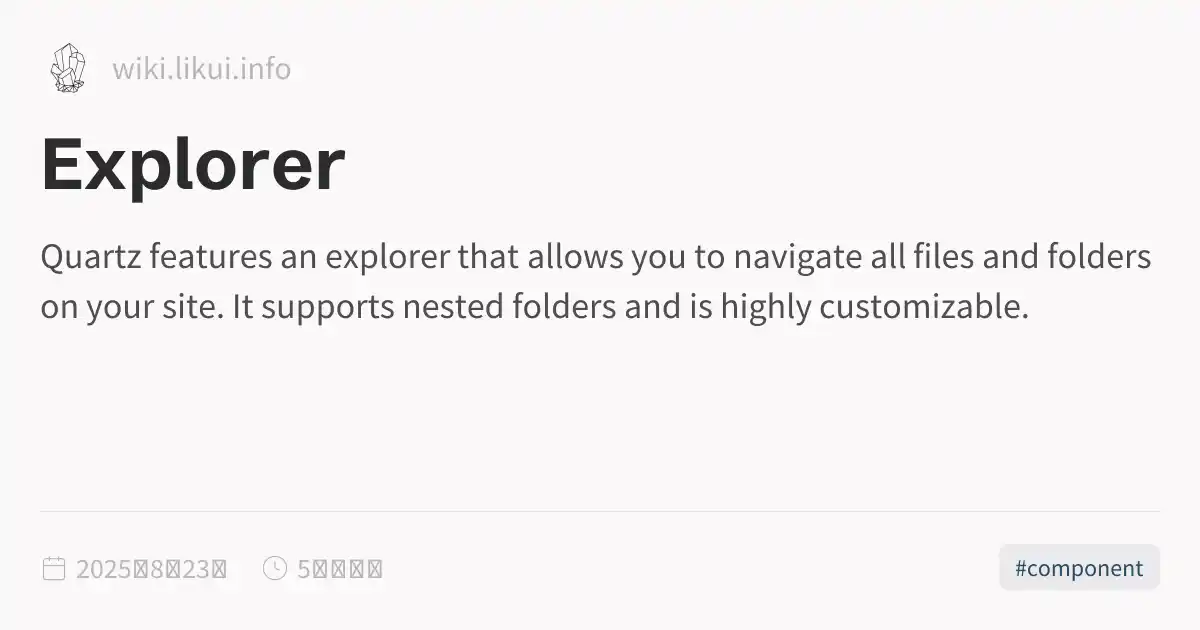 wiki.likui.info
Explorer
Quartz features an explorer that allows you to navigate all files and folders
on your site. It supports nested folders and is highly customizable.
2025 8 23 5
#component